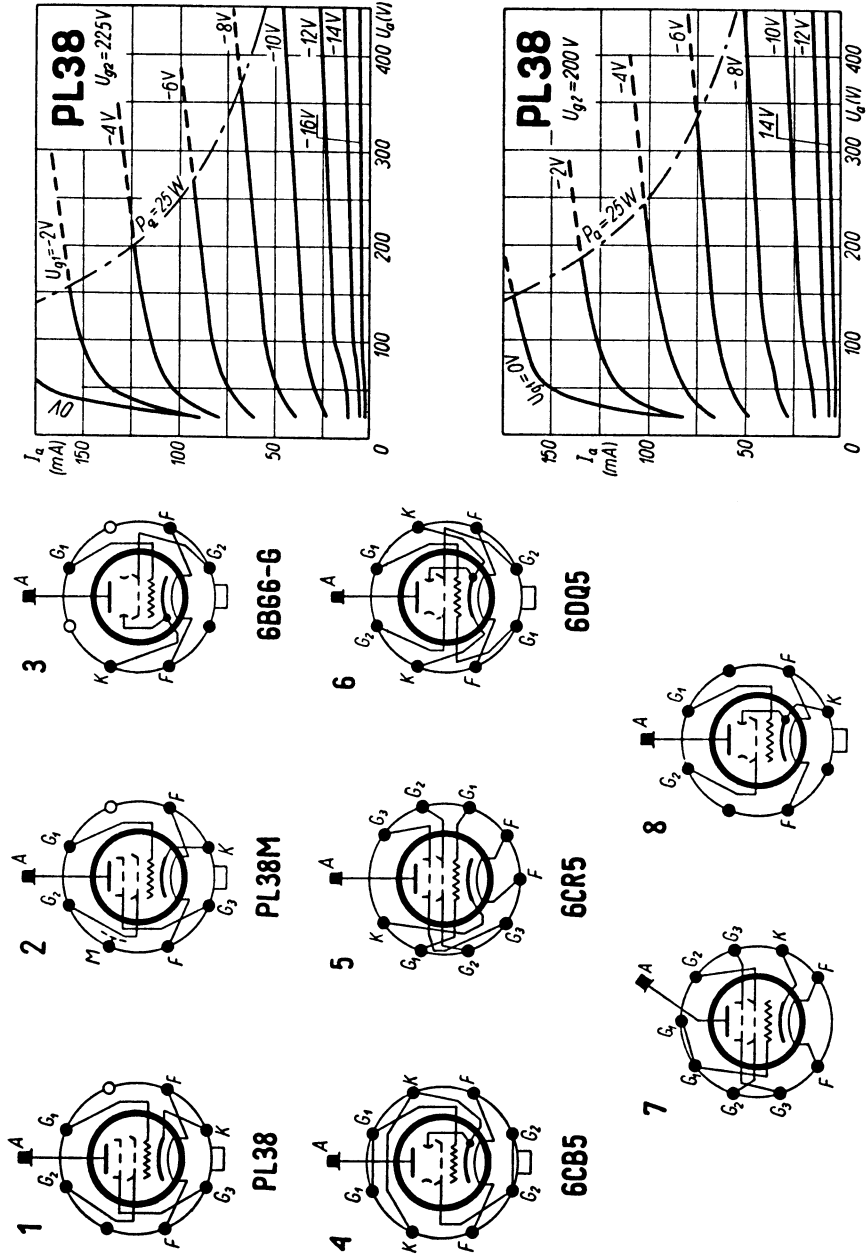 1
A
G₂
G₁
F
F
G₃
K
PL38
2
A
G₂
G₁
M
F
F
G₃
K
PL38M
3
A
G₁
K
F
F
G₂
6BG6-G
4
A
G₁
G₁
K
K
F
F
G₂
G₂
6CB5
5
A
K
G₃
G₁
G₂
G₂
G₁
G₃
F
F
6CR5
6
A
G₂
G₁
K
K
F
F
G₁
G₂
6DQ5
7
A
G₁
G₁
G₂
G₂
G₃
G₃
K
F
F
8
A
G₂
G₁
F
F
K
Iₐ
(mA)
150
100
50
0
0V
Ug1=-2V
-4V
Ug2=225V
PL38
Pₐ=25W
-6V
-8V
-10V
-12V
-14V
-16V
0
100
200
300
400
Uₐ(V)
Iₐ
(mA)
150
100
50
0
Ug1=0V
-2V
-4V
PL38
Ug2=200V
Pₐ=25W
-6V
-8V
-10V
-12V
14V
0
100
200
300
400
Uₐ(V)